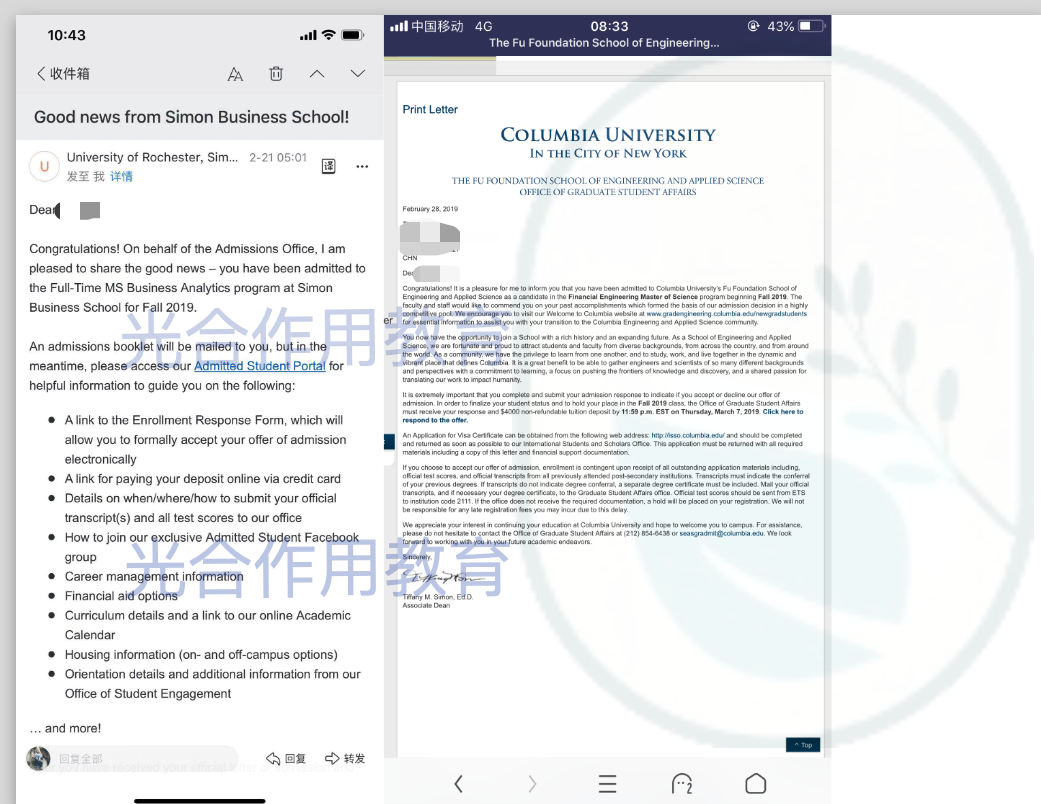 10:43
收件箱
Good news from Simon Business School!
U
University of Rochester, Sim... 2-21 05:01
译
发至 我 详情
Dear
Congratulations! On behalf of the Admissions Office, I am
pleased to share the good news – you have been admitted to
the Full-Time MS Business Analytics program at Simon
Business School for Fall 2019.
An admissions booklet will be mailed to you, but in the
meantime, please access our Admitted Student Portal for
helpful information to guide you on the following:
● A link to the Enrollment Response Form, which will
allow you to formally accept your offer of admission
electronically
● A link for paying your deposit online via credit card
● Details on when/where/how to submit your official
transcript(s) and all test scores to our office
● How to join our exclusive Admitted Student Facebook
group
● Career management information
● Financial aid options
● Curriculum details and a link to our online Academic
Calendar
● Housing information (on- and off-campus options)
● Orientation details and additional information from our
Office of Student Engagement
... and more!
回复全部
回复
转发
中国移动 4G 08:33 43%
The Fu Foundation School of Engineering...
Print Letter
COLUMBIA UNIVERSITY
IN THE CITY OF NEW YORK
THE FU FOUNDATION SCHOOL OF ENGINEERING AND APPLIED SCIENCE
OFFICE OF GRADUATE STUDENT AFFAIRS
February 28, 2019
CHN
Congratulations! It is a pleasure for me to inform you that you have been admitted to Columbia University's Fu Foundation School of
Engineering and Applied Science as a candidate in the Financial Engineering Master of Science program beginning Fall 2019. The
faculty and staff would like to commend you on your past accomplishments which formed the basis of our admission decision in a highly
competitive pool. We encourage you to visit our Welcome to Columbia website at www.gradengineering.columbia.edu/newgradstudents
for essential information to assist you with your transition to the Columbia Engineering and Applied Science community.
You now have the opportunity to join a School with a rich history and an expanding future. As a School of Engineering and Applied
Science, we are fortunate and proud to attract students and faculty from diverse backgrounds, from across the country, and from around
the world. As a community, we have the privilege to learn from one another, and to study, work, and live together in the dynamic and
vibrant place that defines Columbia. It is a great benefit to be able to gather engineers and scientists of so many different backgrounds
and perspectives with a commitment to learning, a focus on pushing the frontiers of knowledge and discovery, and a shared passion for
translating our work to impact humanity.
It is extremely important that you complete and submit your admission response to indicate if you accept or decline our offer of
admission. In order to finalize your student status and to hold your place in the Fall 2019 class, the Office of Graduate Student Affairs
must receive your response and $4000 non-refundable tuition deposit by 11:59 p.m. EST on Thursday, March 7, 2019. Click here to
respond to the offer.
An Application for Visa Certificate can be obtained from the following web address: http://isso.columbia.edu/ and should be completed
and returned as soon as possible to our International Students and Scholars Office. This application must be returned with all required
materials including a copy of this letter and financial support documentation.
If you choose to accept our offer of admission, enrollment is contingent upon receipt of all outstanding application materials including,
official test scores, and official transcripts from all previously attended post-secondary institutions. Transcripts must indicate the conferral
of your previous degrees. If transcripts do not indicate degree conferral, a separate degree certificate must be included. Mail your official
transcripts, and if necessary your degree certificate, to the Graduate Student Affairs office. Official test scores should be sent from ETS
to institution code 2111. If the office does not receive the required documentation, a hold will be placed on your registration. We will not
be responsible for any late registration fees you may incur due to this delay.
We appreciate your interest in continuing your education at Columbia University and hope to welcome you to campus. For assistance,
please do not hesitate to contact the Office of Graduate Student Affairs at (212) 854-6438 or seasgradmit@columbia.edu. We look
forward to working with you in your future academic endeavors.
Sincerely,
Tiffany M. Simon, Ed.D.
Associate Dean
^ Top
2
光合作用教育
光合作用教育